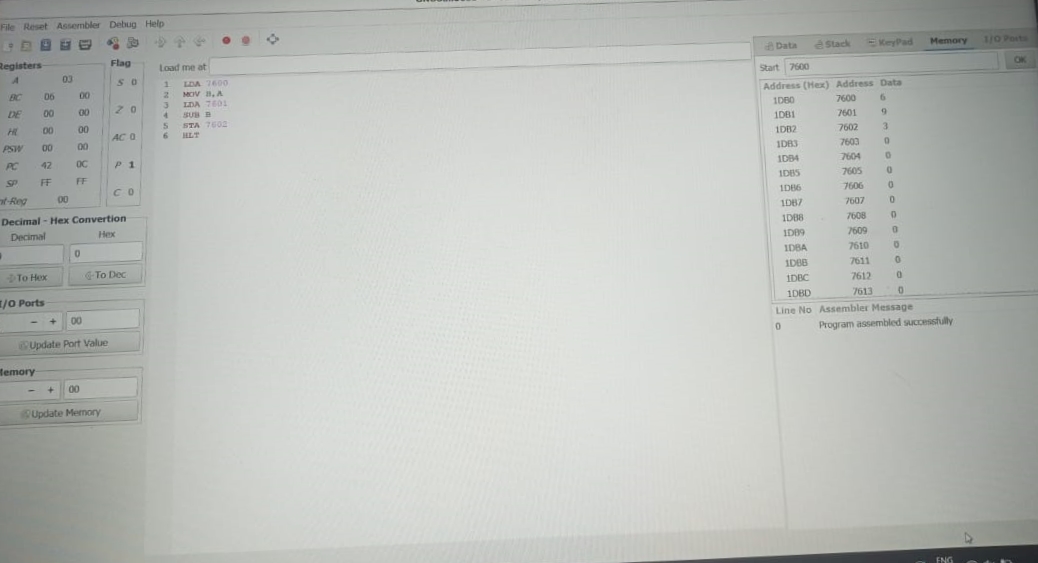 File Reset Assembler Debug Help
Registers
A 03
BC 06 00
DE 00 00
HL 00 00
PSW 00 00
PC 42 0C
SP FF FF
nt-Reg 00
Flag
S 0
Z 0
AC 0
P 1
C 0
Decimal - Hex Convertion
Decimal Hex
0
To Hex To Dec
I/O Ports
- + 00
Update Port Value
Memory
- + 00
Update Memory
Load me at
1 LDA 7600
2 MOV B,A
3 LDA 7601
4 SUB B
5 STA 7602
6 HLT
Data Stack KeyPad Memory I/O Ports
Start 7600 OK
Address (Hex) Address Data
1DB0 7600 6
1DB1 7601 9
1DB2 7602 3
1DB3 7603 0
1DB4 7604 0
1DB5 7605 0
1DB6 7606 0
1DB7 7607 0
1DB8 7608 0
1DB9 7609 0
1DBA 7610 0
1DBB 7611 0
1DBC 7612 0
1DBD 7613 0
Line No Assembler Message
0 Program assembled successfully
ENG